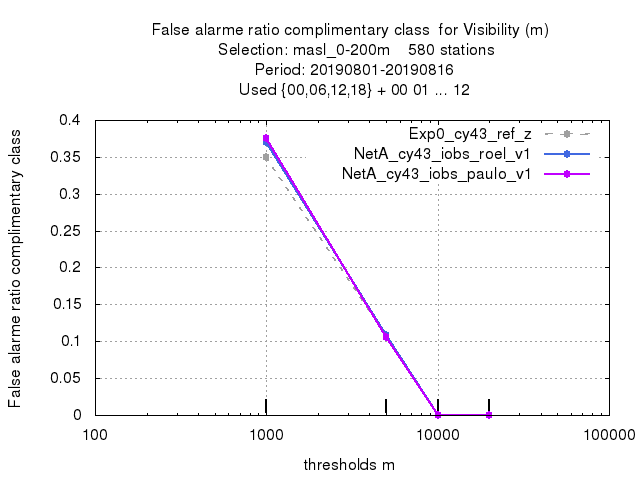 False alarme ratio complimentary class  for Visibility (m)
Selection: masl_0-200m    580 stations
Period: 20190801-20190816
Used {00,06,12,18} + 00 01 ... 12
False alarme ratio complimentary class
0.4
0.35
0.3
0.25
0.2
0.15
0.1
0.05
0
Exp0_cy43_ref_z
NetA_cy43_iobs_roel_v1
NetA_cy43_iobs_paulo_v1
100 1000 10000 100000
thresholds m